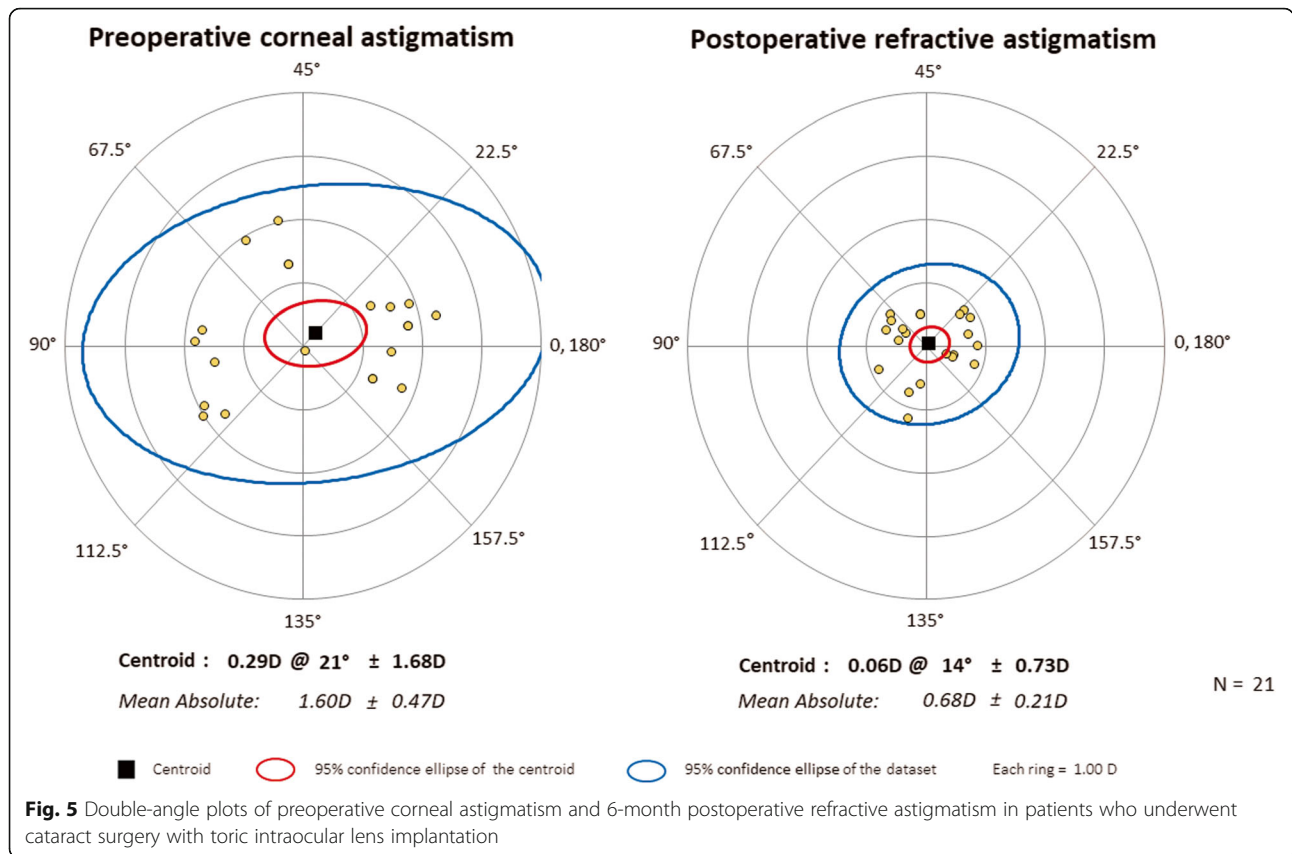 Preoperative corneal astigmatism
45°
67.5°
22.5°
90°
0, 180°
112.5°
157.5°
135°
Centroid : 0.29D @ 21° ± 1.68D
Mean Absolute: 1.60D ± 0.47D
Postoperative refractive astigmatism
45°
67.5°
22.5°
90°
0, 180°
112.5°
157.5°
135°
Centroid : 0.06D @ 14° ± 0.73D
Mean Absolute: 0.68D ± 0.21D
N = 21
Centroid
95% confidence ellipse of the centroid
95% confidence ellipse of the dataset
Each ring = 1.00 D
Fig. 5 Double-angle plots of preoperative corneal astigmatism and 6-month postoperative refractive astigmatism in patients who underwent
cataract surgery with toric intraocular lens implantation